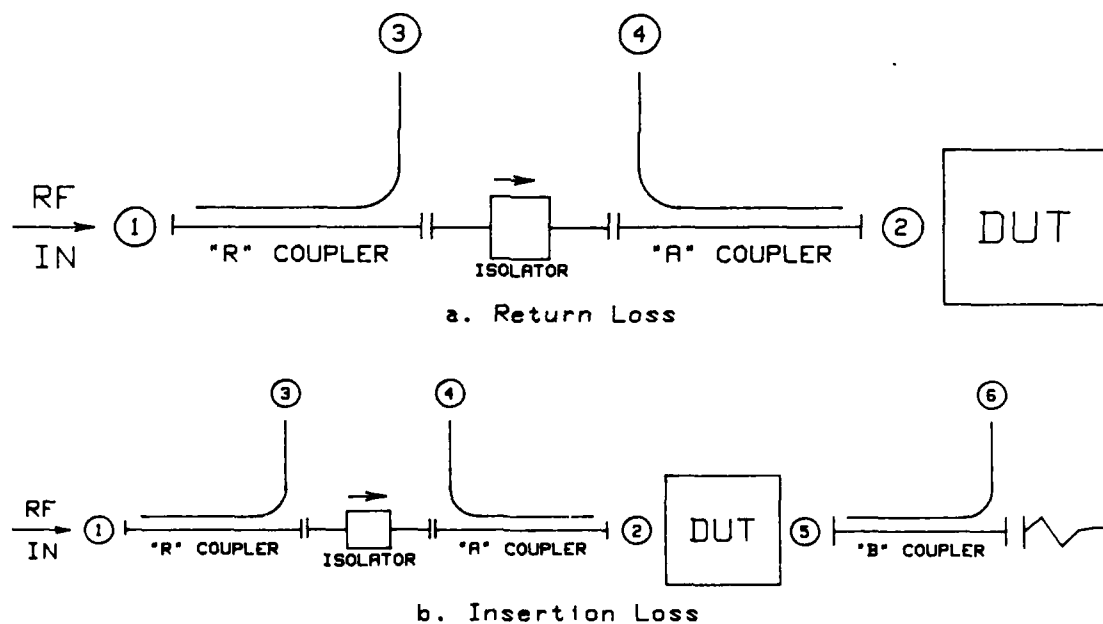 3
4
RF
IN
1
"R" COUPLER
ISOLATOR
"A" COUPLER
2
DUT
a. Return Loss
3
4
6
RF
IN
1
"R" COUPLER
ISOLATOR
"A" COUPLER
2
DUT
5
"B" COUPLER
b. Insertion Loss